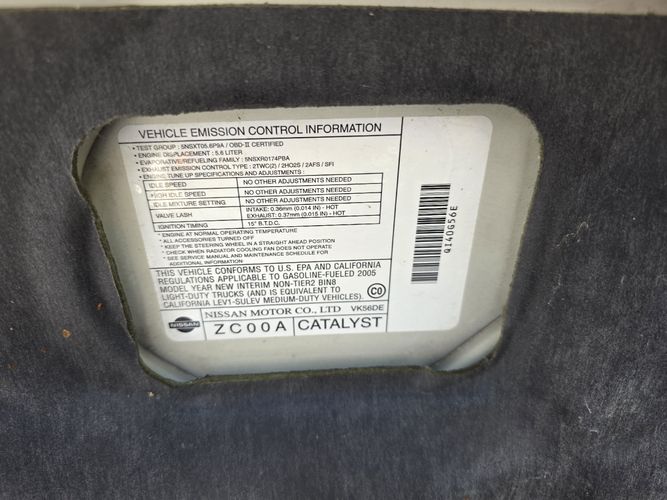 VEHICLE EMISSION CONTROL INFORMATION
• TEST GROUP : 5NSXT05.6P9A / OBD-II CERTIFIED
• ENGINE DISPLACEMENT : 5.6 LITER
• EVAPORATIVE/REFUELING FAMILY : 5NSXR0174PBA
• EXHAUST EMISSION CONTROL TYPE : 2TWC(2) / 2HO2S / 2AFS / SFI
• ENGINE TUNE UP SPECIFICATIONS AND ADJUSTMENTS :
IDLE SPEED NO OTHER ADJUSTMENTS NEEDED
HIGH IDLE SPEED NO OTHER ADJUSTMENTS NEEDED
IDLE MIXTURE SETTING NO OTHER ADJUSTMENTS NEEDED
VALVE LASH INTAKE: 0.36mm (0.014 IN) - HOT
EXHAUST: 0.37mm (0.015 IN) - HOT
IGNITION TIMING 15° B.T.D.C.
* ENGINE AT NORMAL OPERATING TEMPERATURE
* ALL ACCESSORIES TURNED OFF
* KEEP THE STEERING WHEEL IN A STRAIGHT AHEAD POSITION
* CHECK WHEN RADIATOR COOLING FAN DOES NOT OPERATE
* SEE SERVICE MANUAL AND MAINTENANCE SCHEDULE FOR
ADDITIONAL INFORMATION
THIS VEHICLE CONFORMS TO U.S. EPA AND CALIFORNIA
REGULATIONS APPLICABLE TO GASOLINE-FUELED 2005
MODEL YEAR NEW INTERIM NON-TIER2 BIN8
LIGHT-DUTY TRUCKS (AND IS EQUIVALENT TO
CALIFORNIA LEV1-SULEV MEDIUM-DUTY VEHICLES).
CO
NISSAN
NISSAN MOTOR CO., LTD VK56DE
ZC00A CATALYST
QI40G56E